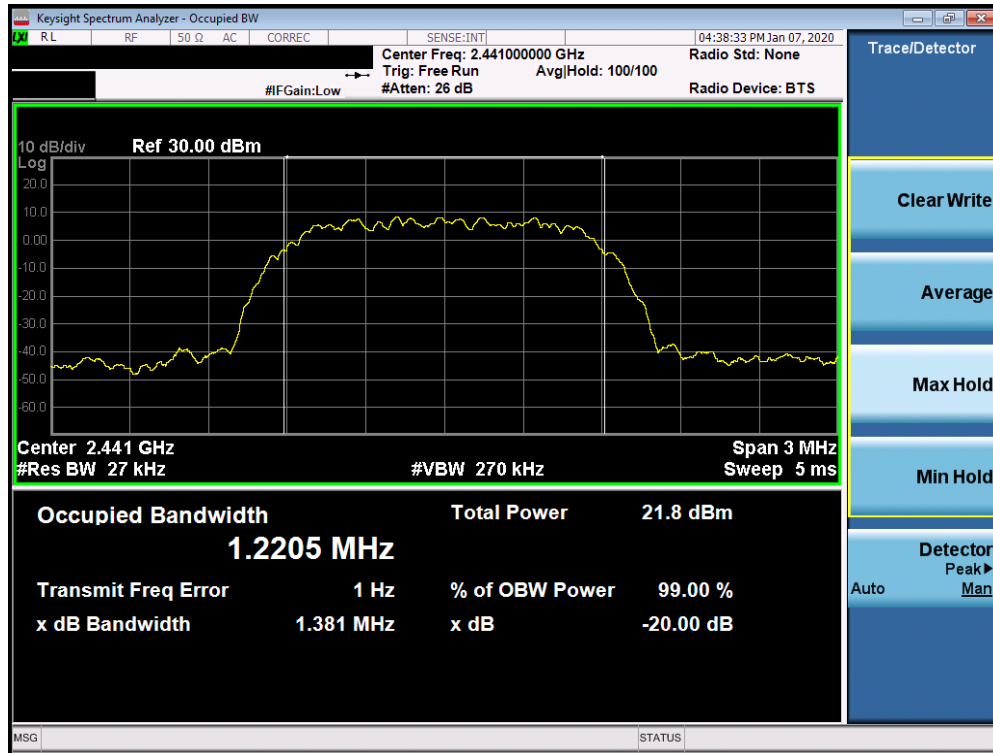 Keysight Spectrum Analyzer - Occupied BW
LXI RL RF 50 Ω AC CORREC SENSE:INT 04:38:33 PM Jan 07, 2020
Center Freq: 2.441000000 GHz Radio Std: None
Trig: Free Run Avg|Hold: 100/100
#IFGain:Low #Atten: 26 dB Radio Device: BTS
10 dB/div Ref 30.00 dBm
Log
20.0
10.0
0.00
-10.0
-20.0
-30.0
-40.0
-50.0
-60.0
Center 2.441 GHz Span 3 MHz
#Res BW 27 kHz #VBW 270 kHz Sweep 5 ms
Occupied Bandwidth Total Power 21.8 dBm
1.2205 MHz
Transmit Freq Error 1 Hz % of OBW Power 99.00 %
x dB Bandwidth 1.381 MHz x dB -20.00 dB
MSG STATUS
Trace/Detector
Clear Write
Average
Max Hold
Min Hold
Detector
Peak▶
Auto Man